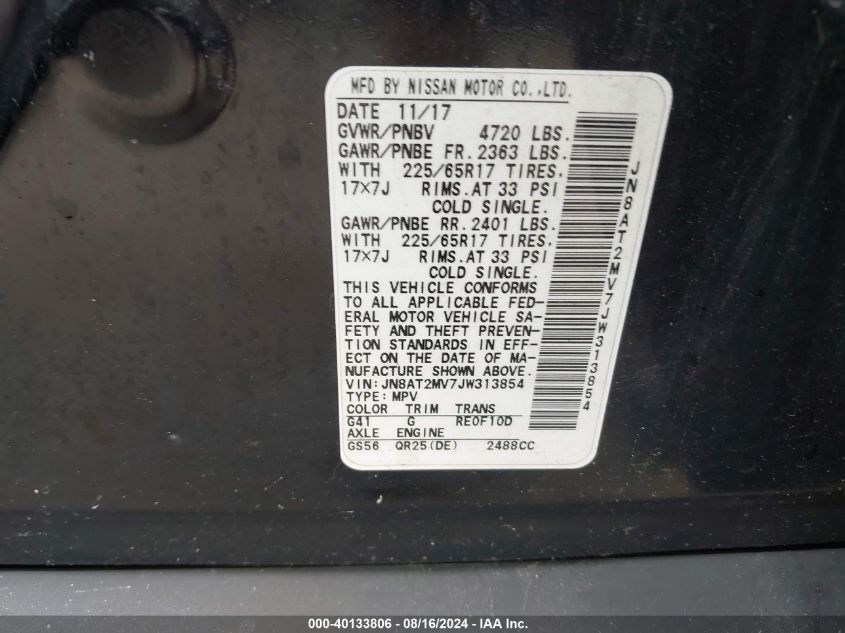 MFD BY NISSAN MOTOR CO.,LTD.
DATE 11/17
GVWR/PNBV 4720 LBS.
GAWR/PNBE FR. 2363 LBS.
WITH 225/65R17 TIRES.
17×7J RIMS.AT 33 PSI
COLD SINGLE.
GAWR/PNBE RR. 2401 LBS.
WITH 225/65R17 TIRES.
17×7J RIMS.AT 33 PSI
COLD SINGLE.
THIS VEHICLE CONFORMS
TO ALL APPLICABLE FED-
ERAL MOTOR VEHICLE SA-
FETY AND THEFT PREVEN-
TION STANDARDS IN EFF-
ECT ON THE DATE OF MA-
NUFACTURE SHOWN ABOVE.
VIN:JN8AT2MV7JW313854
TYPE:MPV
COLOR TRIM TRANS
G41 G RE0F10D
AXLE ENGINE
GS56 QR25(DE) 2488CC
JN8AT2MV7JW313854
000-40133806 - 08/16/2024 - IAA Inc.